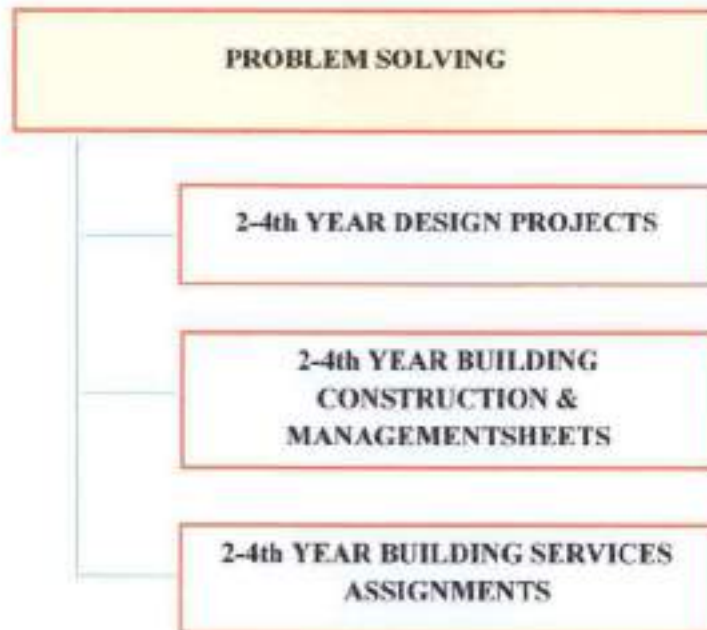 PROBLEM SOLVING
2-4th YEAR DESIGN PROJECTS
2-4th YEAR BUILDING
CONSTRUCTION &
MANAGEMENTSHEETS
2-4th YEAR BUILDING SERVICES
ASSIGNMENTS